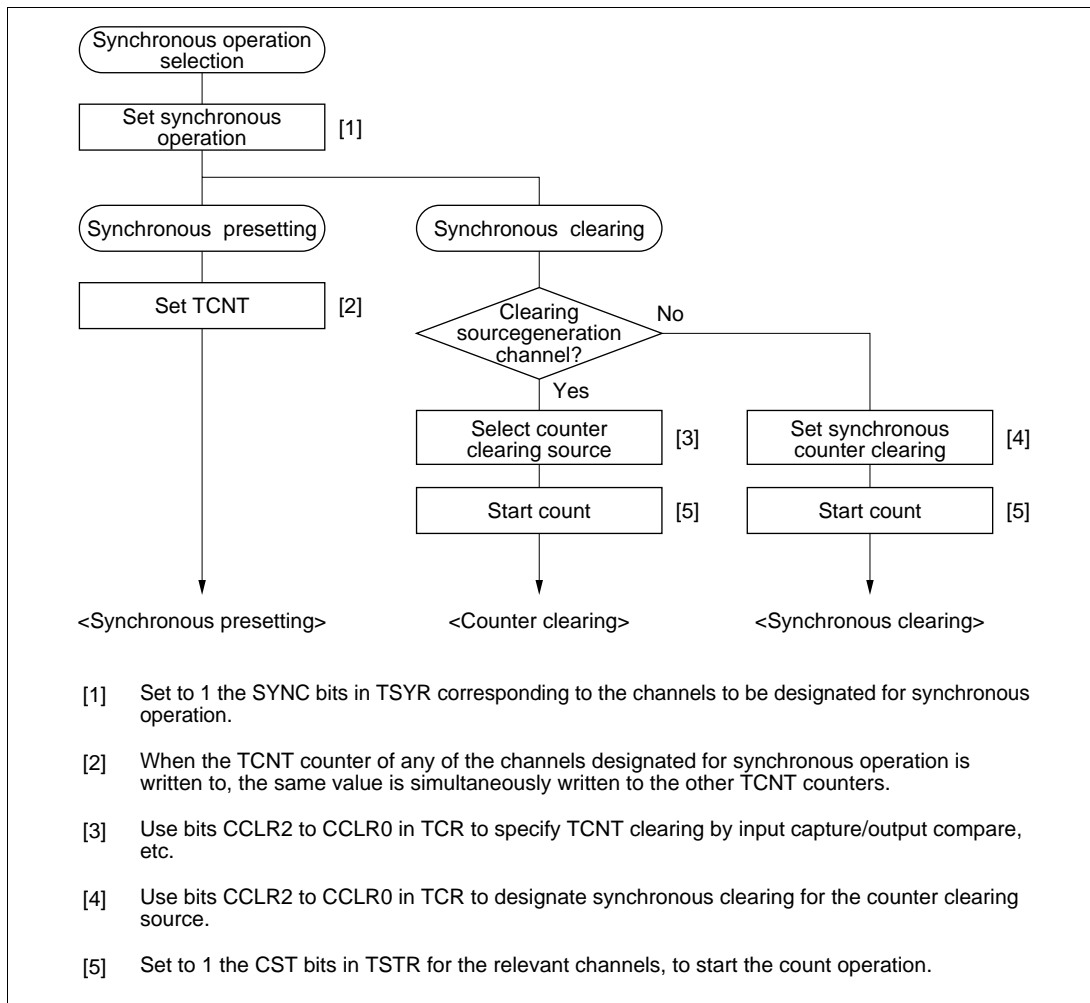 Synchronous operation
selection
Set synchronous
operation
[1]
Synchronous presetting
Synchronous clearing
Set TCNT
[2]
Clearing
sourcegeneration
channel?
No
Yes
Select counter
clearing source
[3]
Set synchronous
counter clearing
[4]
Start count
[5]
Start count
[5]
<Synchronous presetting>
<Counter clearing>
<Synchronous clearing>
[1] Set to 1 the SYNC bits in TSYR corresponding to the channels to be designated for synchronous
operation.
[2] When the TCNT counter of any of the channels designated for synchronous operation is
written to, the same value is simultaneously written to the other TCNT counters.
[3] Use bits CCLR2 to CCLR0 in TCR to specify TCNT clearing by input capture/output compare,
etc.
[4] Use bits CCLR2 to CCLR0 in TCR to designate synchronous clearing for the counter clearing
source.
[5] Set to 1 the CST bits in TSTR for the relevant channels, to start the count operation.